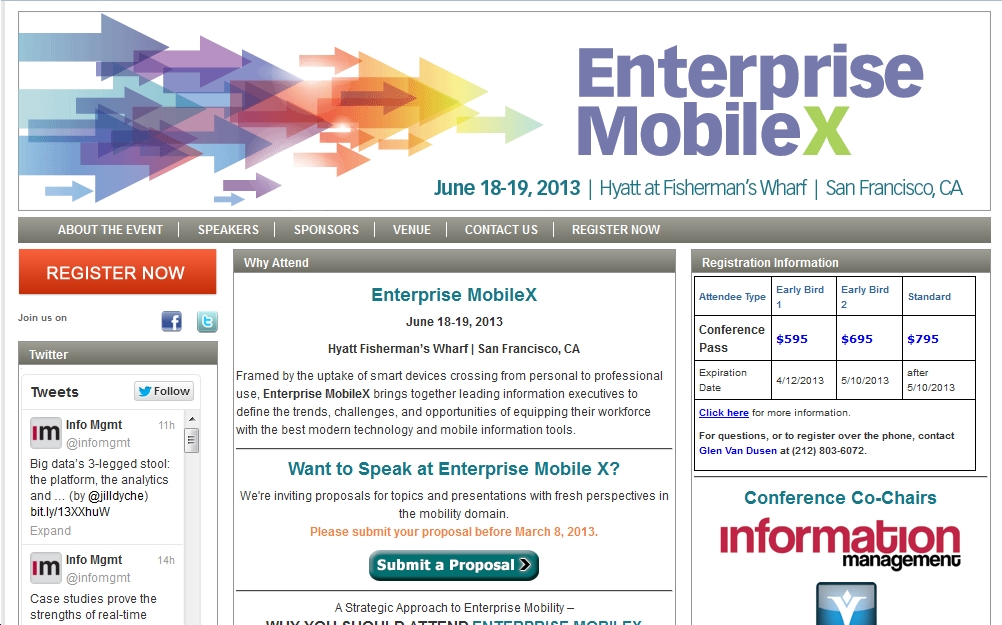 Enterprise
MobileX
June 18-19, 2013 | Hyatt at Fisherman's Wharf | San Francisco, CA
ABOUT THE EVENT | SPEAKERS | SPONSORS | VENUE | CONTACT US | REGISTER NOW
REGISTER NOW
Join us on
Twitter
Tweets
Follow
Info Mgmt 11h
@infomgmt
Big data's 3-legged stool:
the platform, the analytics
and ... (by @jilldyche)
bit.ly/13XXhuW
Expand
Info Mgmt 14h
@infomgmt
Case studies prove the
strengths of real-time
Why Attend
Enterprise MobileX
June 18-19, 2013
Hyatt Fisherman's Wharf | San Francisco, CA
Framed by the uptake of smart devices crossing from personal to professional
use, Enterprise MobileX brings together leading information executives to
define the trends, challenges, and opportunities of equipping their workforce
with the best modern technology and mobile information tools.
Want to Speak at Enterprise Mobile X?
We're inviting proposals for topics and presentations with fresh perspectives in
the mobility domain.
Please submit your proposal before March 8, 2013.
Submit a Proposal
A Strategic Approach to Enterprise Mobility –
WHY YOU SHOULD ATTEND ENTERPRISE MOBILEX
Registration Information
Attendee Type
Early Bird
1
Early Bird
2
Standard
Conference
Pass
$595
$695
$795
Expiration
Date
4/12/2013
5/10/2013
after
5/10/2013
Click here for more information.
For questions, or to register over the phone, contact
Glen Van Dusen at (212) 803-6072.
Conference Co-Chairs
information
management